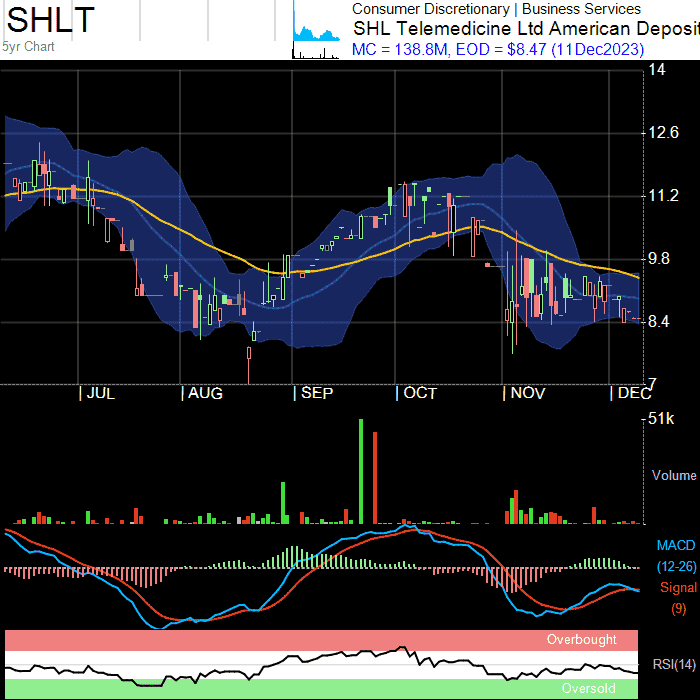 SHLT
5yr Chart
Consumer Discretionary | Business Services
SHL Telemedicine Ltd American Deposit
MC = 138.8M, EOD = $8.47 (11Dec2023)
14
12.6
11.2
9.8
8.4
7
| JUL | AUG | SEP | OCT | NOV | DEC
51k
Volume
MACD
(12-26)
Signal
(9)
Overbought
RSI(14)
Oversold